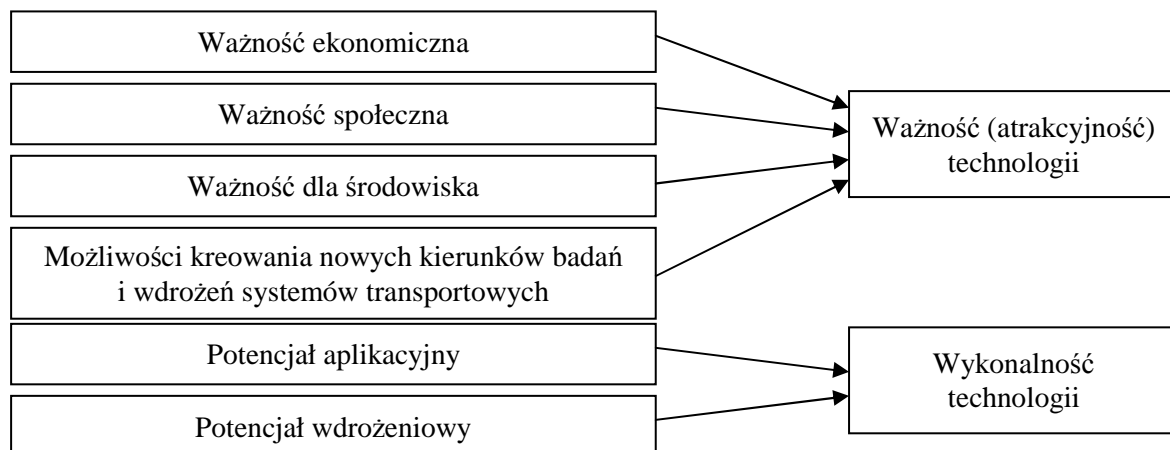 Ważność ekonomiczna
Ważność społeczna
Ważność dla środowiska
Możliwości kreowania nowych kierunków badań
i wdrożeń systemów transportowych
Potencjał aplikacyjny
Potencjał wdrożeniowy
Ważność (atrakcyjność)
technologii
Wykonalność
technologii